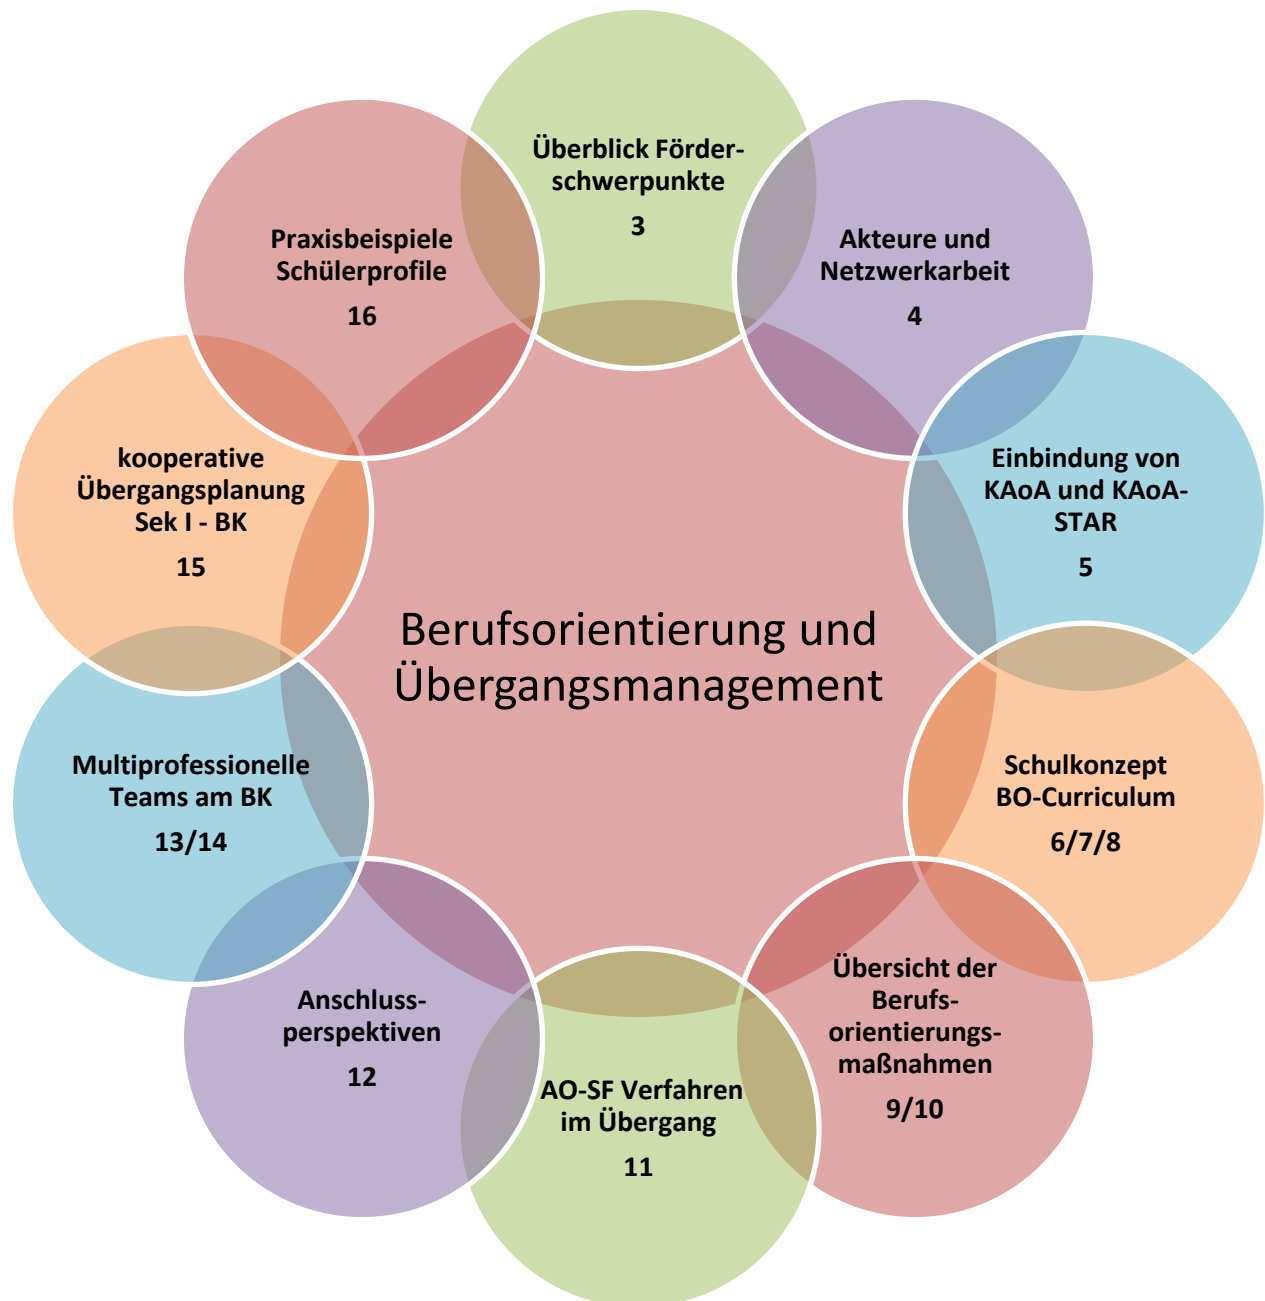 Überblick Förder-
schwerpunkte
3
Akteure und
Netzwerkarbeit
4
Einbindung von
KAoA und KAoA-
STAR
5
Schulkonzept
BO-Curriculum
6/7/8
Übersicht der
Berufs-
orientierungs-
maßnahmen
9/10
AO-SF Verfahren
im Übergang
11
Anschluss-
perspektiven
12
Multiprofessionelle
Teams am BK
13/14
kooperative
Übergangsplanung
Sek I - BK
15
Praxisbeispiele
Schülerprofile
16
Berufsorientierung und
Übergangsmanagement